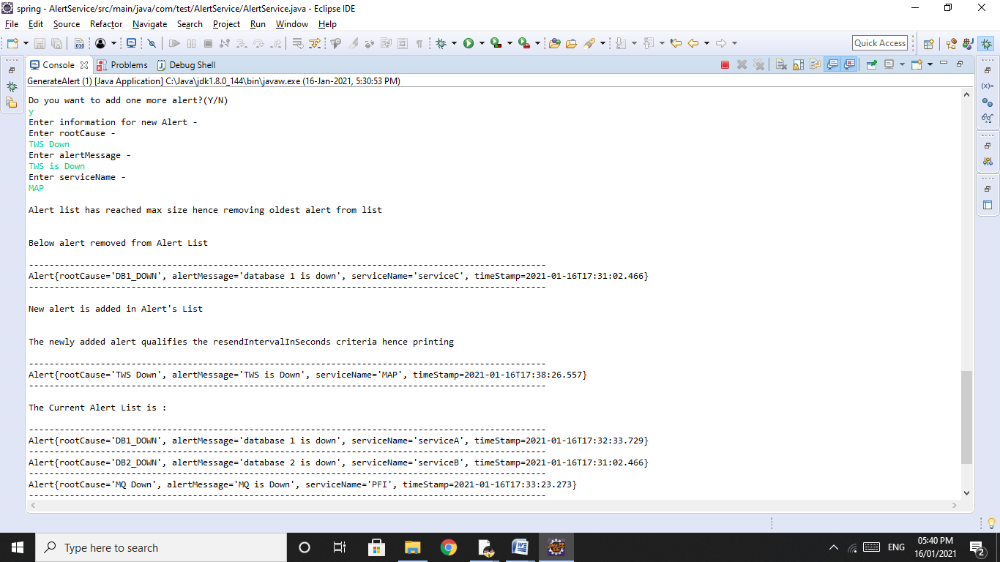 spring - AlertService/src/main/java/com/test/AlertService/AlertService.java - Eclipse IDE
File Edit Source Refactor Navigate Search Project Run Window Help
Quick Access
Console Problems Debug Shell
GenerateAlert (1) [Java Application] C:\Java\jdk1.8.0_144\bin\javaw.exe (16-Jan-2021, 5:30:53 PM)
Do you want to add one more alert?(Y/N)
y
Enter information for new Alert -
Enter rootCause -
TWS Down
Enter alertMessage -
TWS is Down
Enter serviceName -
MAP
Alert list has reached max size hence removing oldest alert from list
Below alert removed from Alert List
-----------------------------------------------------------------------------------------------------
Alert{rootCause='DB1_DOWN', alertMessage='database 1 is down', serviceName='serviceC', timeStamp=2021-01-16T17:31:02.466}
-----------------------------------------------------------------------------------------------------
New alert is added in Alert's List
The newly added alert qualifies the resendIntervalInSeconds criteria hence printing
-----------------------------------------------------------------------------------------------------
Alert{rootCause='TWS Down', alertMessage='TWS is Down', serviceName='MAP', timeStamp=2021-01-16T17:38:26.557}
-----------------------------------------------------------------------------------------------------
The Current Alert List is :
-----------------------------------------------------------------------------------------------------
Alert{rootCause='DB1_DOWN', alertMessage='database 1 is down', serviceName='serviceA', timeStamp=2021-01-16T17:32:33.729}
-----------------------------------------------------------------------------------------------------
Alert{rootCause='DB2_DOWN', alertMessage='database 2 is down', serviceName='serviceB', timeStamp=2021-01-16T17:31:02.466}
-----------------------------------------------------------------------------------------------------
Alert{rootCause='MQ Down', alertMessage='MQ is Down', serviceName='PFI', timeStamp=2021-01-16T17:33:23.273}
-----------------------------------------------------------------------------------------------------
Type here to search
ENG
05:40 PM
16/01/2021
2